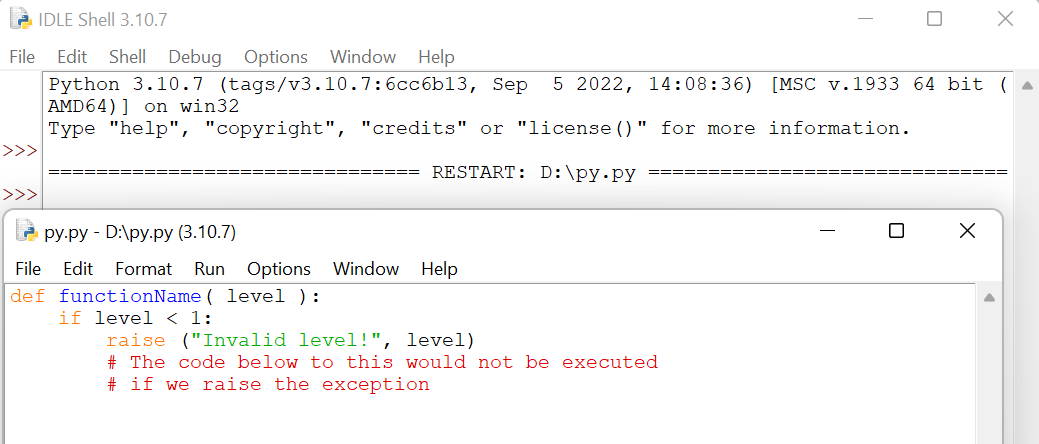 IDLE Shell 3.10.7
File Edit Shell Debug Options Window Help
Python 3.10.7 (tags/v3.10.7:6cc6b13, Sep  5 2022, 14:08:36) [MSC v.1933 64 bit (
AMD64)] on win32
Type "help", "copyright", "credits" or "license()" for more information.
>>>
============================== RESTART: D:\py.py ==============================
>>>
py.py - D:\py.py (3.10.7)
File Edit Format Run Options Window Help
def functionName( level ):
    if level < 1:
        raise ("Invalid level!", level)
        # The code below to this would not be executed
        # if we raise the exception